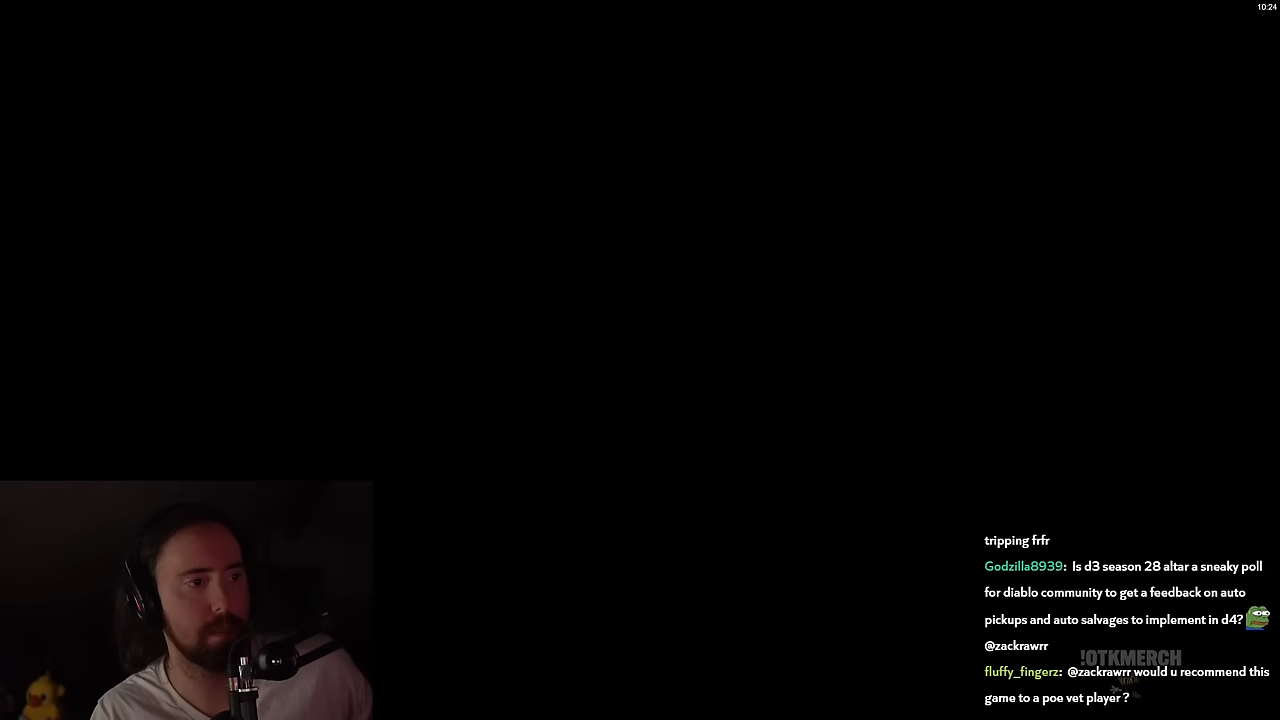 10:24
tripping frfr
Godzilla8939: Is d3 season 28 altar a sneaky poll
for diablo community to get a feedback on auto
pickups and auto salvages to implement in d4?
@zackrawrr
!OTKMERCH
fluffy_fingerz: @zackrawrr would u recommend this
game to a poe vet player ?